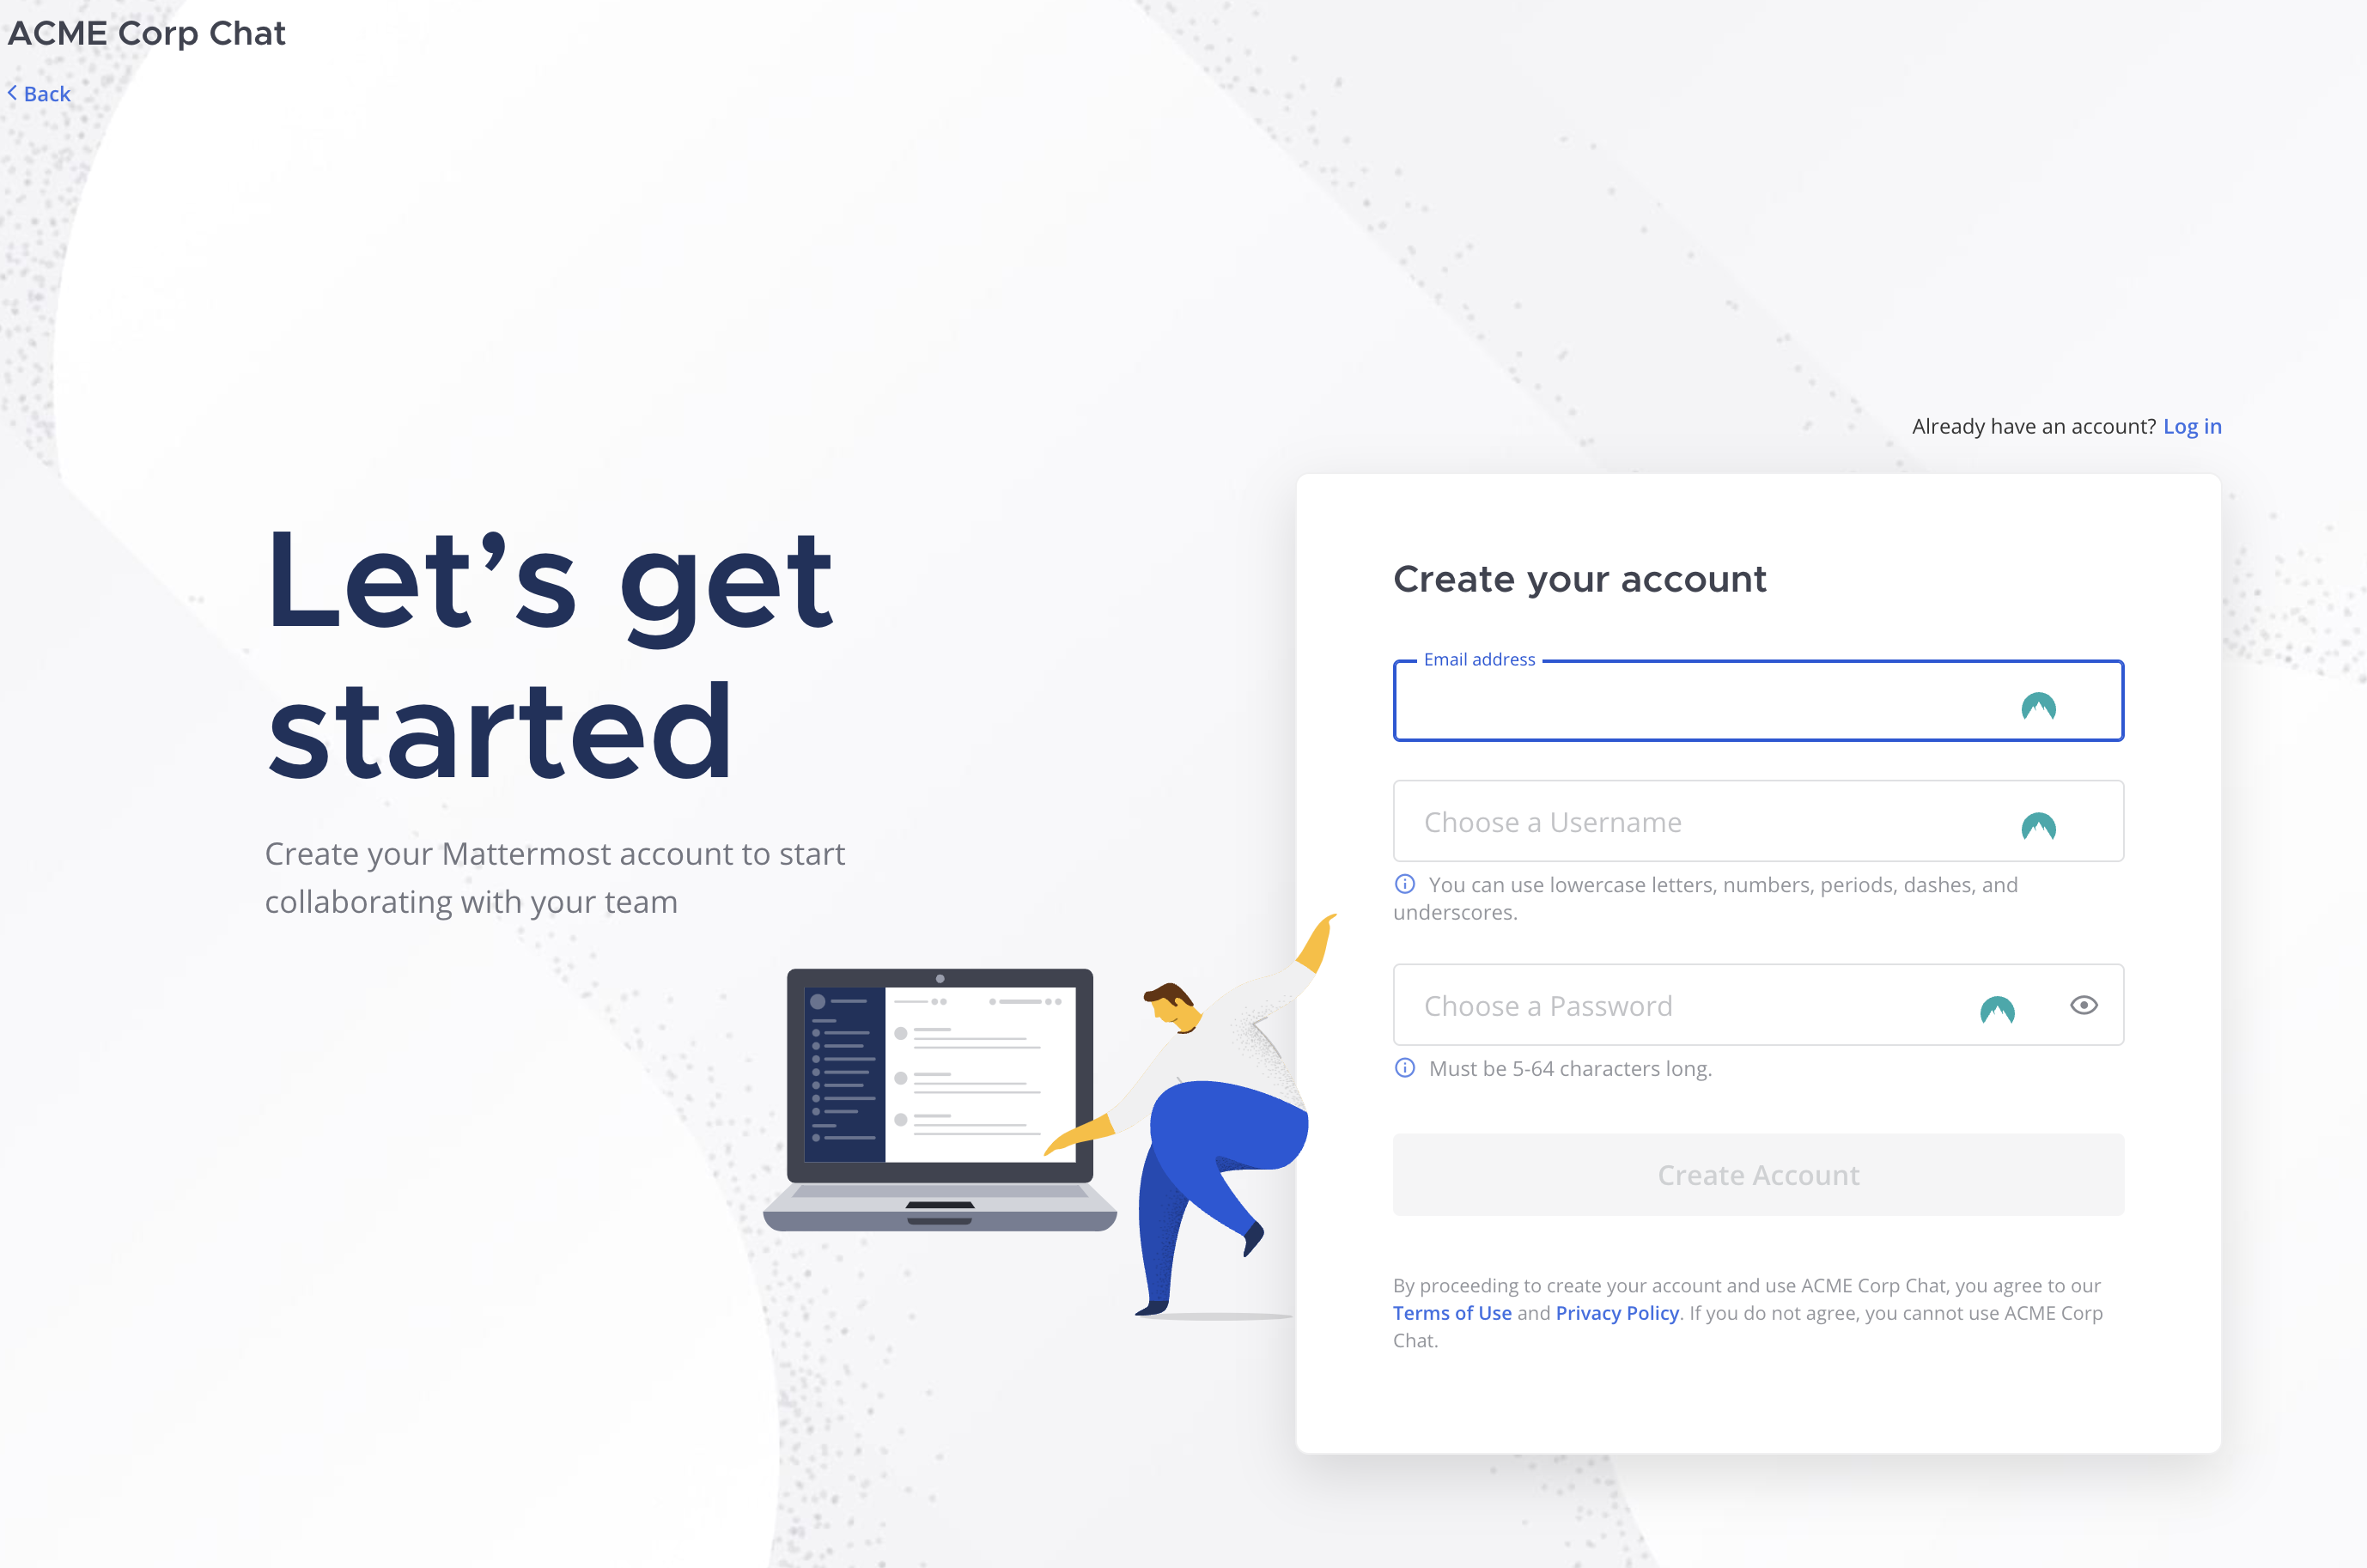 ACME Corp Chat
Back
Already have an account? Log in
Let’s get
started
Create your Mattermost account to start
collaborating with your team
Create your account
Email address
Choose a Username
You can use lowercase letters, numbers, periods, dashes, and
underscores.
Choose a Password
Must be 5-64 characters long.
Create Account
By proceeding to create your account and use ACME Corp Chat, you agree to our
Terms of Use and Privacy Policy. If you do not agree, you cannot use ACME Corp
Chat.